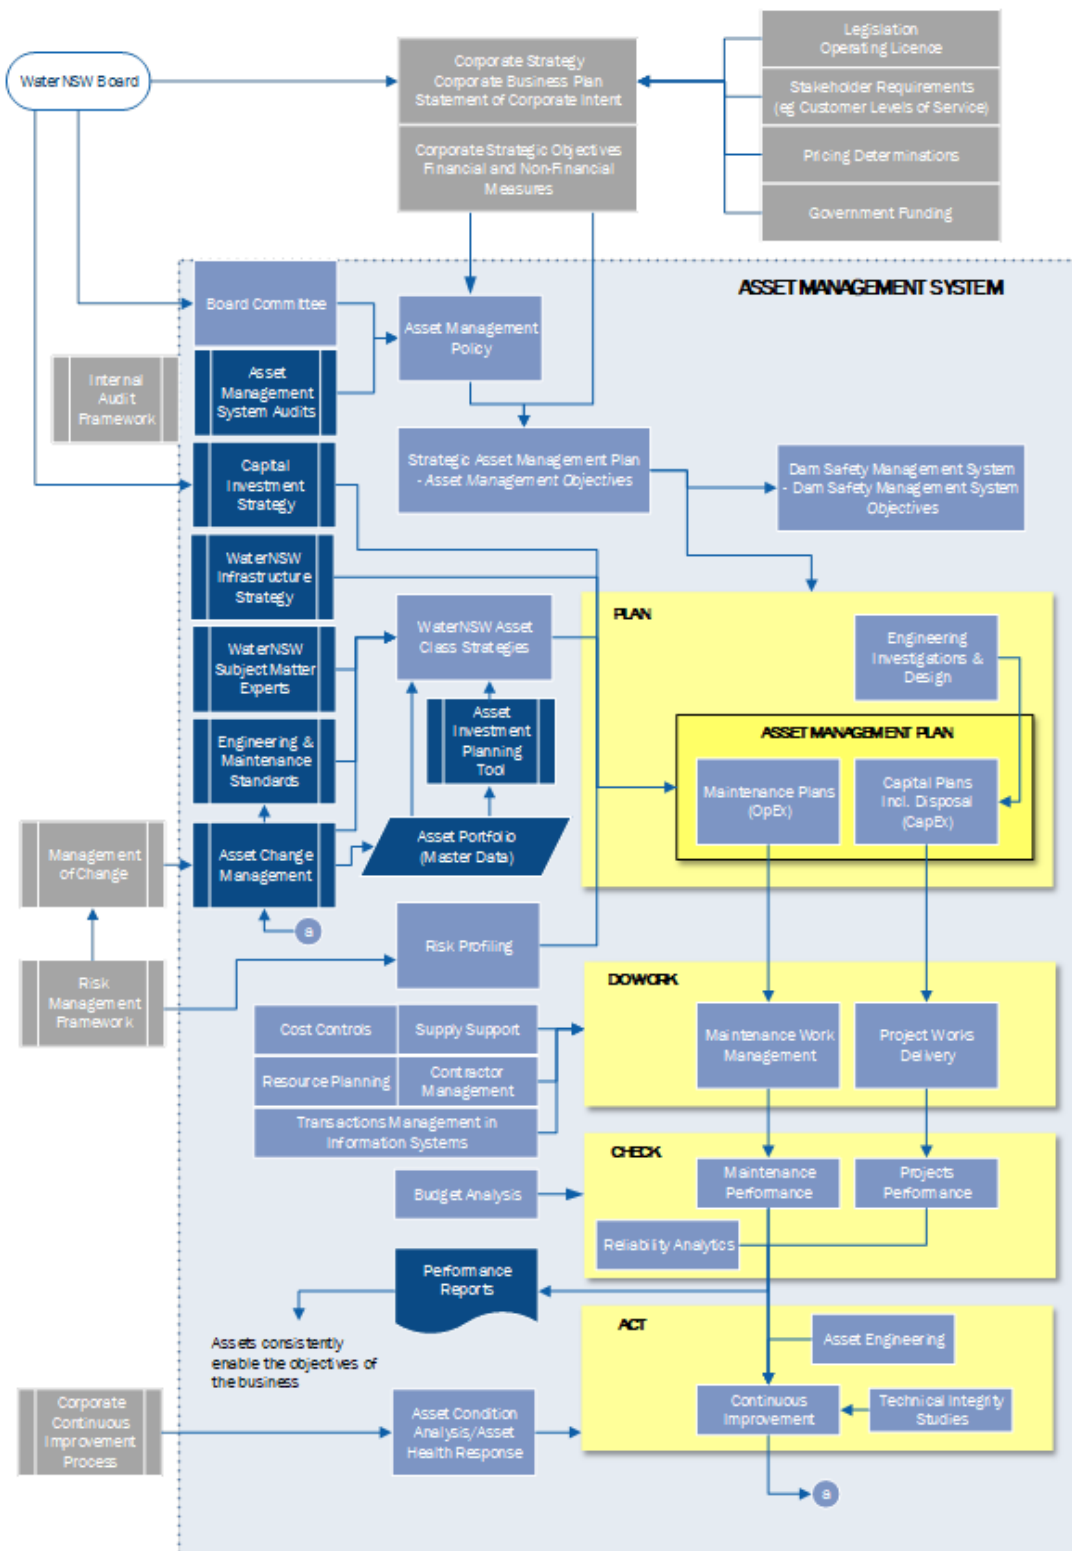 Legislation
Operating Licence
WaterNSW Board
Corporate Strategy
Corporate Business Plan
Statement of Corporate Intent
Stakeholder Requirements
(eg Customer Levels of Service)
Corporate Strategic Objectives
Financial and Non-Financial
Measures
Pricing Determinations
Government Funding
ASSET MANAGEMENT SYSTEM
Board Committee
Asset Management
Policy
Internal
Audit
Framework
Asset
Management
System Audits
Strategic Asset Management Plan
- Asset Management Objectives
Dam Safety Management System
- Dam Safety Management System
Objectives
Capital
Investment
Strategy
WaterNSW
Infrastructure
Strategy
PLAN
WaterNSW Asset
Class Strategies
Engineering
Investigations &
Design
WaterNSW
Subject Matter
Experts
Asset
Investment
Planning
Tool
ASSET MANAGEMENT PLAN
Engineering &
Maintenance
Standards
Maintenance Plans
(OpEx)
Capital Plans
Incl. Disposal
(CapEx)
Management
of Change
Asset Change
Management
Asset Portfolio
(Master Data)
a
Risk Profiling
Risk
Management
Framework
DO WORK
Cost Controls
Supply Support
Maintenance Work
Management
Project Works
Delivery
Resource Planning
Contractor
Management
Transactions Management in
Information Systems
CHECK
Budget Analysis
Maintenance
Performance
Projects
Performance
Reliability Analytics
Performance
Reports
ACT
Assets consistently
enable the objectives of
the business
Asset Engineering
Corporate
Continuous
Improvement
Process
Asset Condition
Analysis/Asset
Health Response
Continuous
Improvement
Technical Integrity
Studies
a